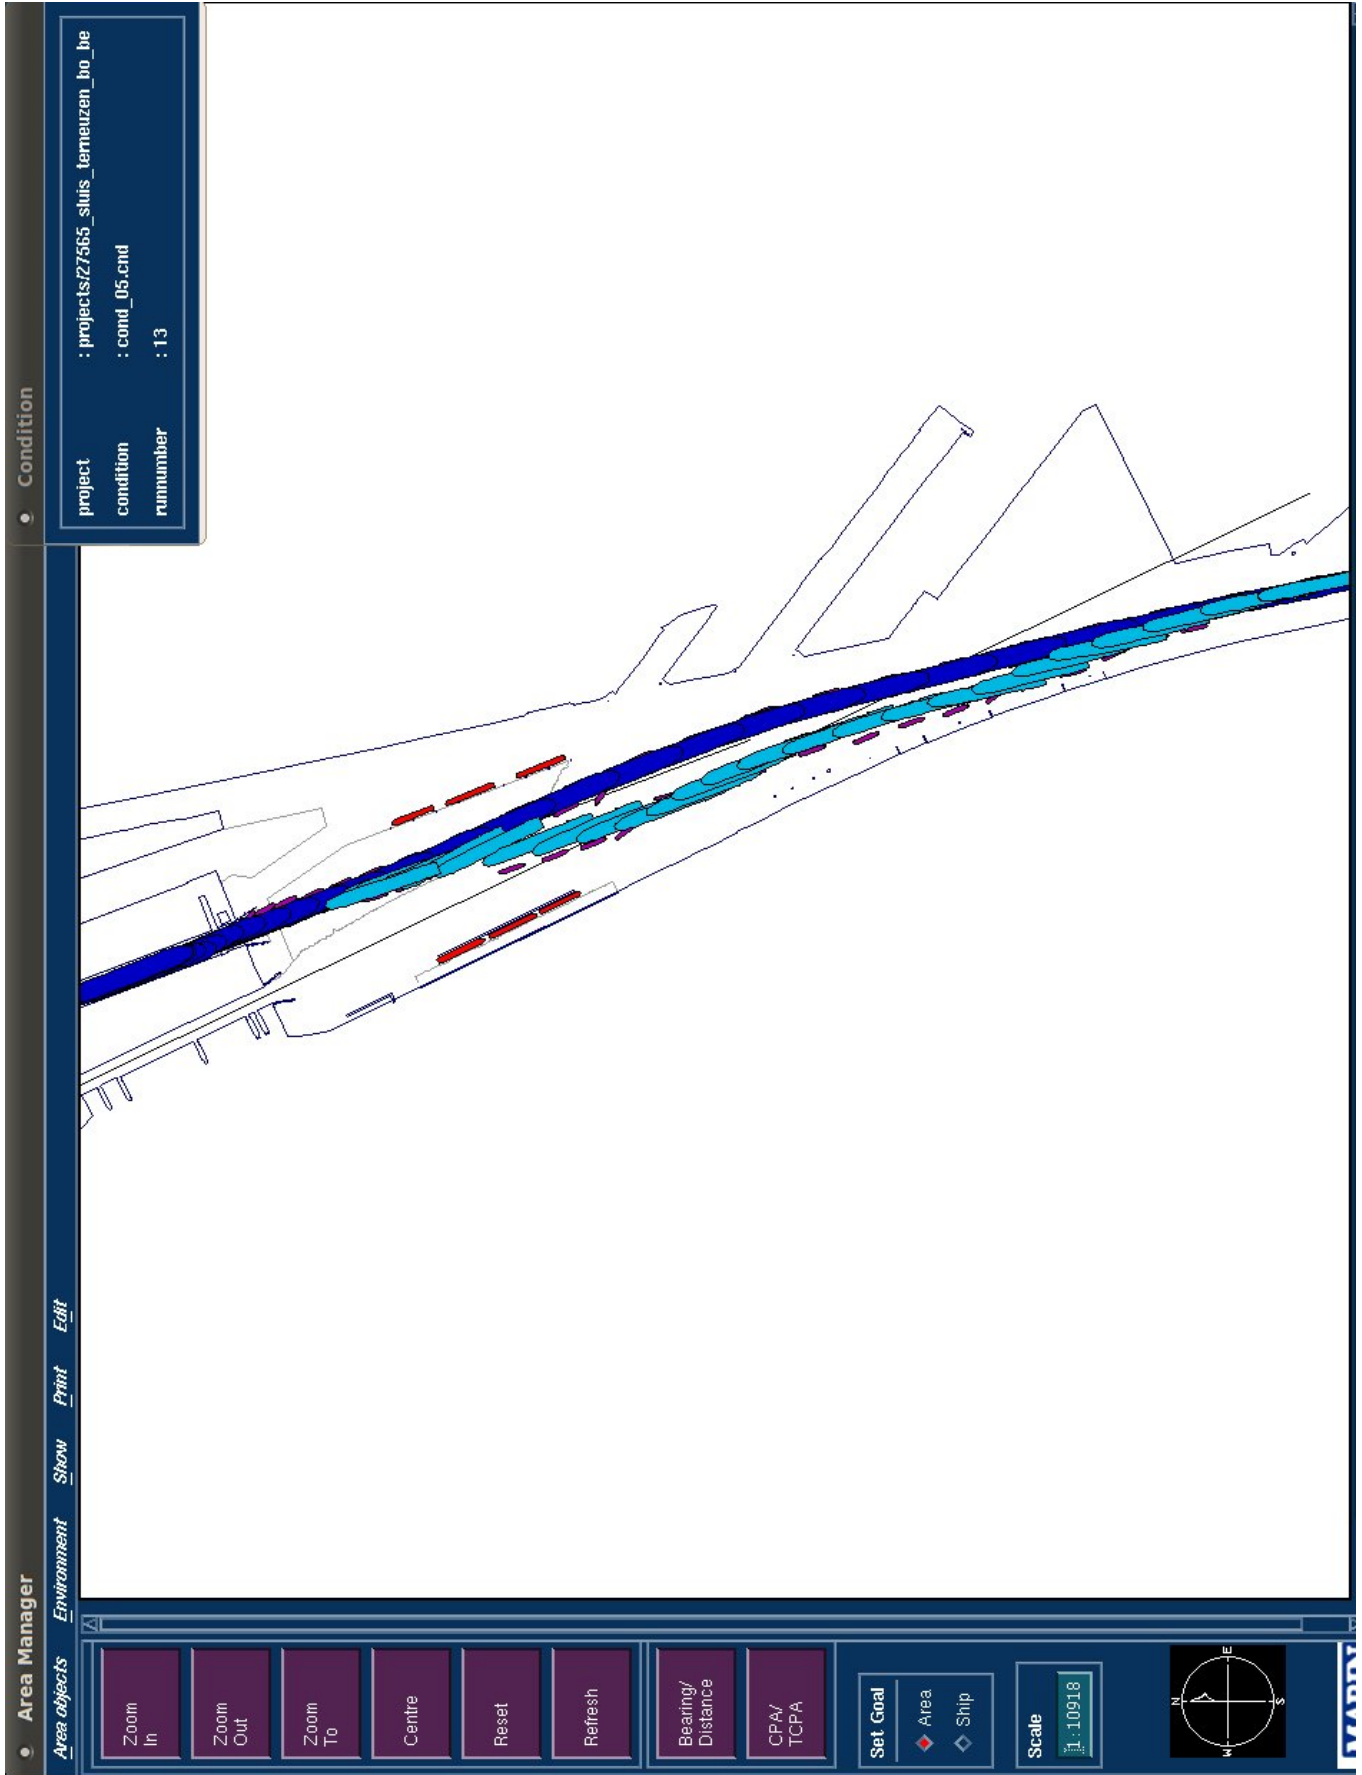 Area Manager
Condition
Area objects Environment Show Print Edit
project : projects/27565_sluis_terneuzen_bo_be
condition : cond_05.cnd
runnumber : 13
Zoom
In
Zoom
Out
Zoom
To
Centre
Reset
Refresh
Bearing/
Distance
CPA/
TCPA
Set Goal
Area
Ship
Scale
1:10918
N
W E
S